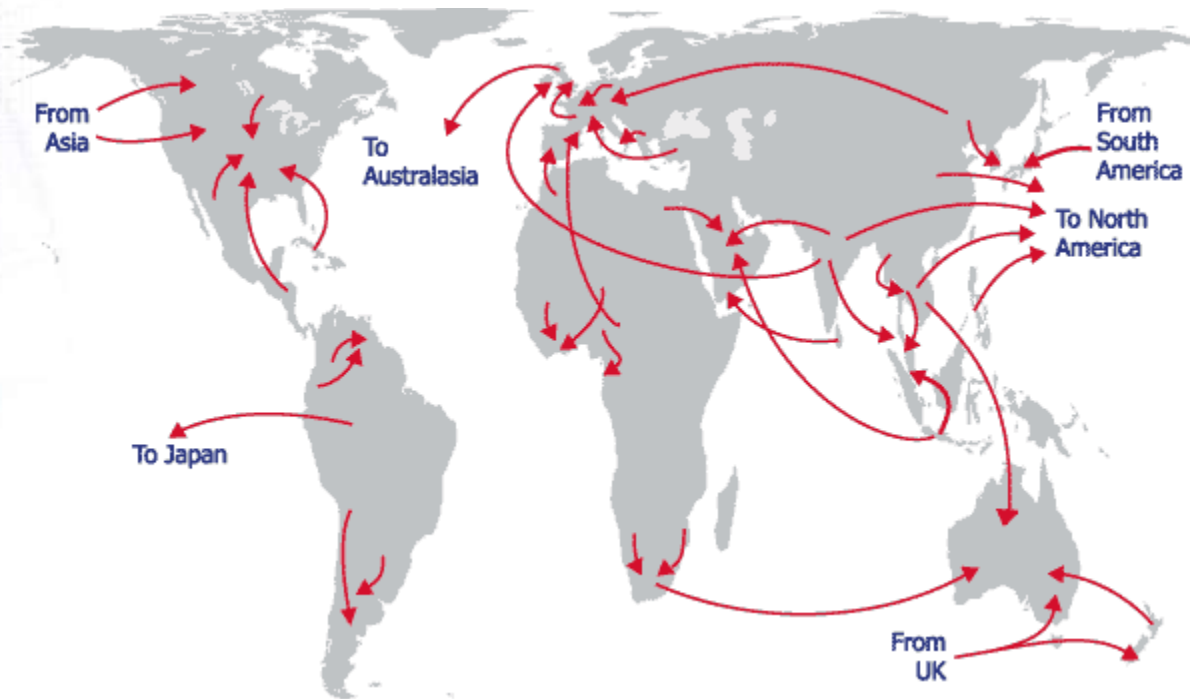 From
Asia
To
Australasia
From
South
America
To North
America
To Japan
From
UK